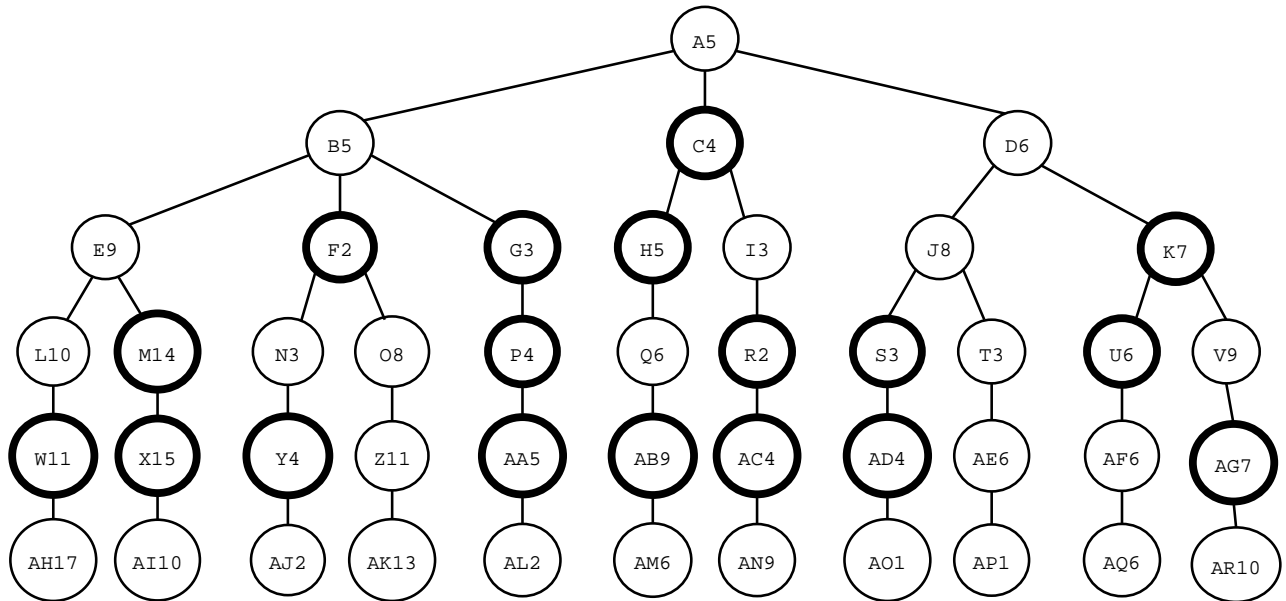 A5
B5 C4 D6
E9 F2 G3 H5 I3 J8 K7
L10 M14 N3 O8 P4 Q6 R2 S3 T3 U6 V9
W11 X15 Y4 Z11 AA5 AB9 AC4 AD4 AE6 AF6 AG7
AH17 AI10 AJ2 AK13 AL2 AM6 AN9 AO1 AP1 AQ6 AR10